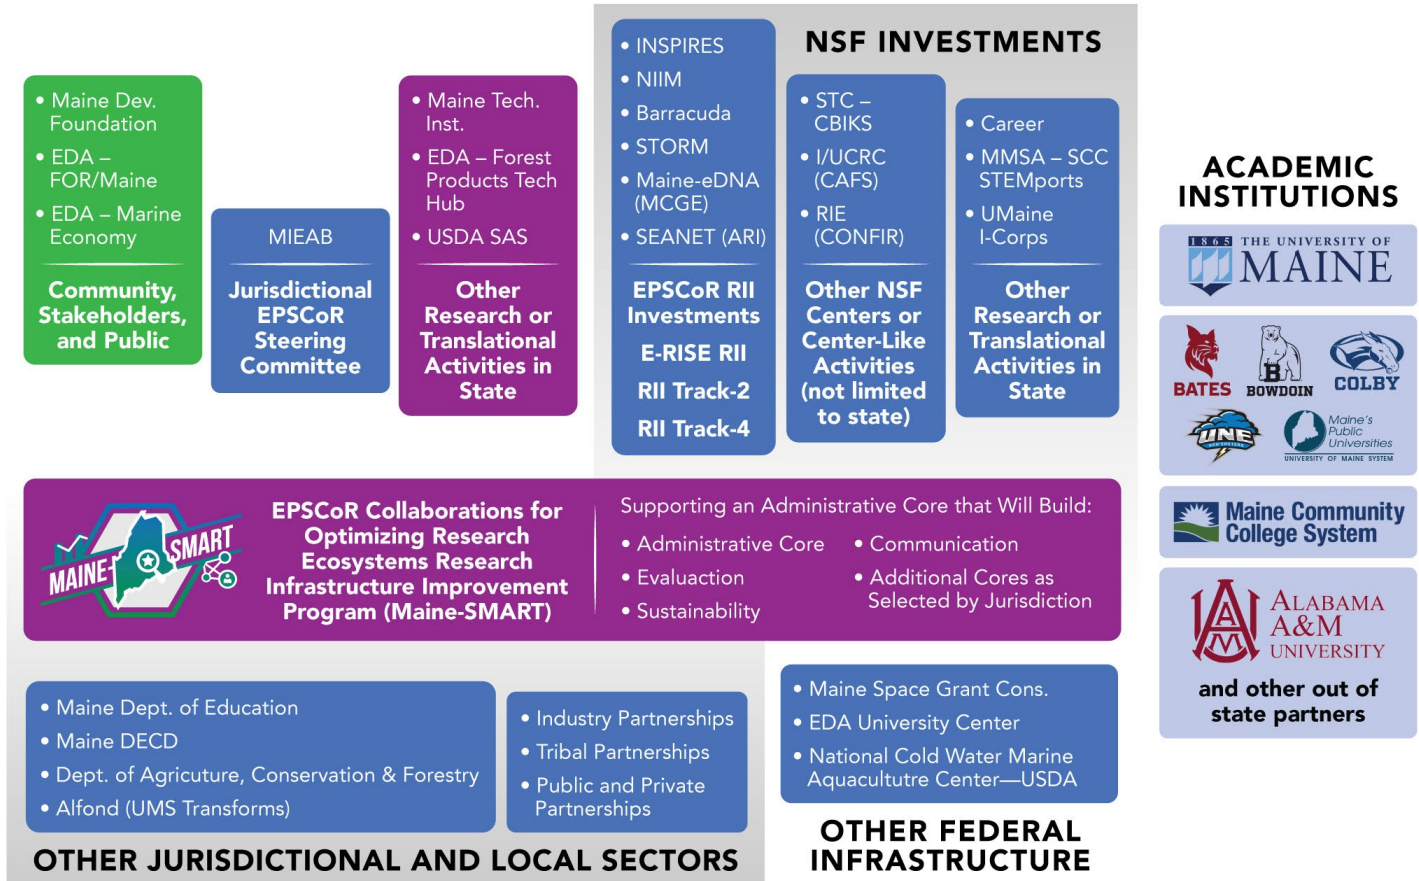 • Maine Dev.
Foundation
• EDA –
FOR/Maine
• EDA – Marine
Economy
Community,
Stakeholders,
and Public
MIEAB
Jurisdictional
EPSCoR
Steering
Committee
• Maine Tech.
Inst.
• EDA – Forest
Products Tech
Hub
• USDA SAS
Other
Research or
Translational
Activities in
State
NSF INVESTMENTS
• INSPIRES
• NIIM
• Barracuda
• STORM
• Maine-eDNA
(MCGE)
• SEANET (ARI)
EPSCoR RII
Investments
E-RISE RII
RII Track-2
RII Track-4
• STC –
CBIKS
• I/UCRC
(CAFS)
• RIE
(CONFIR)
Other NSF
Centers or
Center-Like
Activities
(not limited
to state)
• Career
• MMSA – SCC
STEMports
• UMaine
I-Corps
Other
Research or
Translational
Activities in
State
MAINE-SMART
EPSCoR Collaborations for
Optimizing Research
Ecosystems Research
Infrastructure Improvement
Program (Maine-SMART)
Supporting an Administrative Core that Will Build:
• Administrative Core
• Evaluaction
• Sustainability
• Communication
• Additional Cores as
Selected by Jurisdiction
• Maine Dept. of Education
• Maine DECD
• Dept. of Agricuture, Conservation & Forestry
• Alfond (UMS Transforms)
• Industry Partnerships
• Tribal Partnerships
• Public and Private
Partnerships
OTHER JURISDICTIONAL AND LOCAL SECTORS
• Maine Space Grant Cons.
• EDA University Center
• National Cold Water Marine
Aquacultutre Center—USDA
OTHER FEDERAL
INFRASTRUCTURE
ACADEMIC
INSTITUTIONS
1865 THE UNIVERSITY OF
MAINE
BATES
B
BOWDOIN
COLBY
UNE
Maine's
Public
Universities
UNIVERSITY OF MAINE SYSTEM
Maine Community
College System
AAM
ALABAMA
A&M
UNIVERSITY
and other out of
state partners